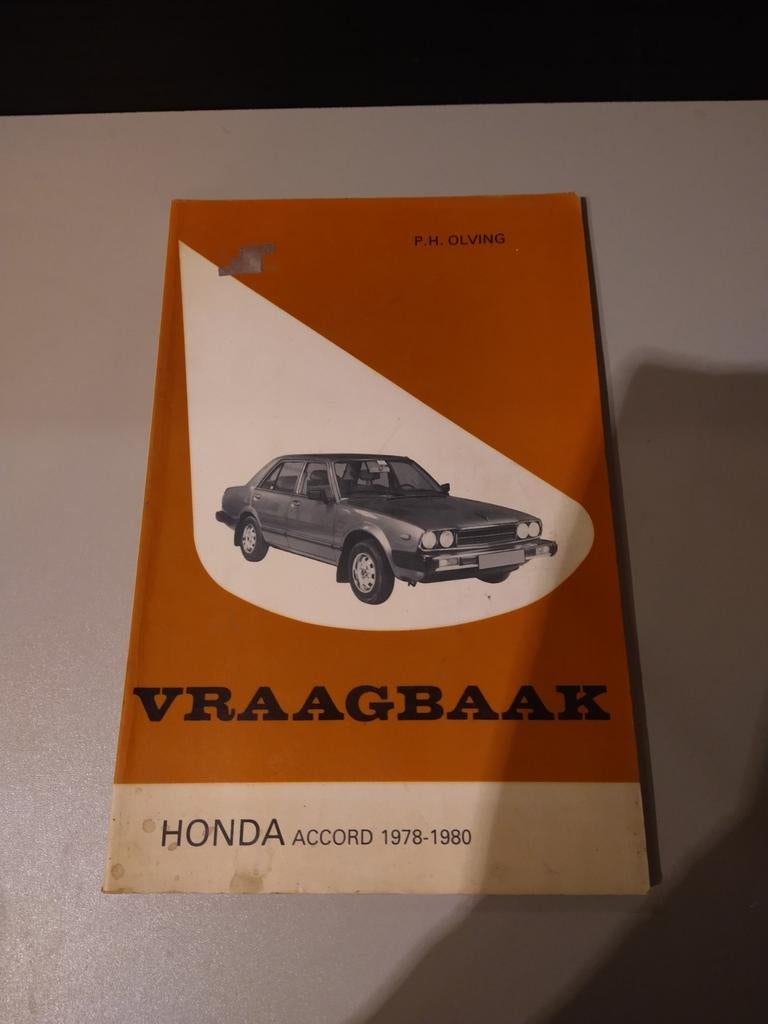 P.H. OLVING
VRAAGBAAK
HONDA ACCORD 1978-1980